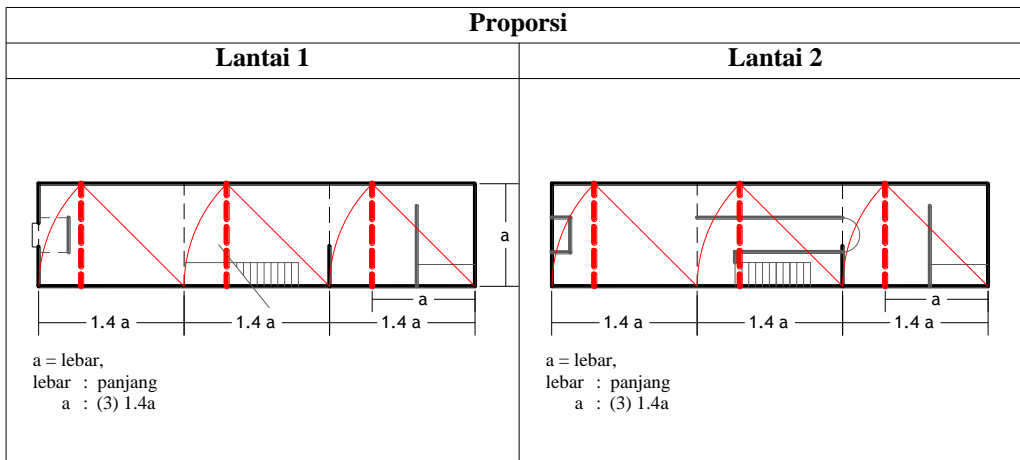 Proporsi
Lantai 1
Lantai 2
a
a
1.4 a
1.4 a
1.4 a
a = lebar,
lebar : panjang
a : (3) 1.4a
a
1.4 a
1.4 a
1.4 a
a = lebar,
lebar : panjang
a : (3) 1.4a